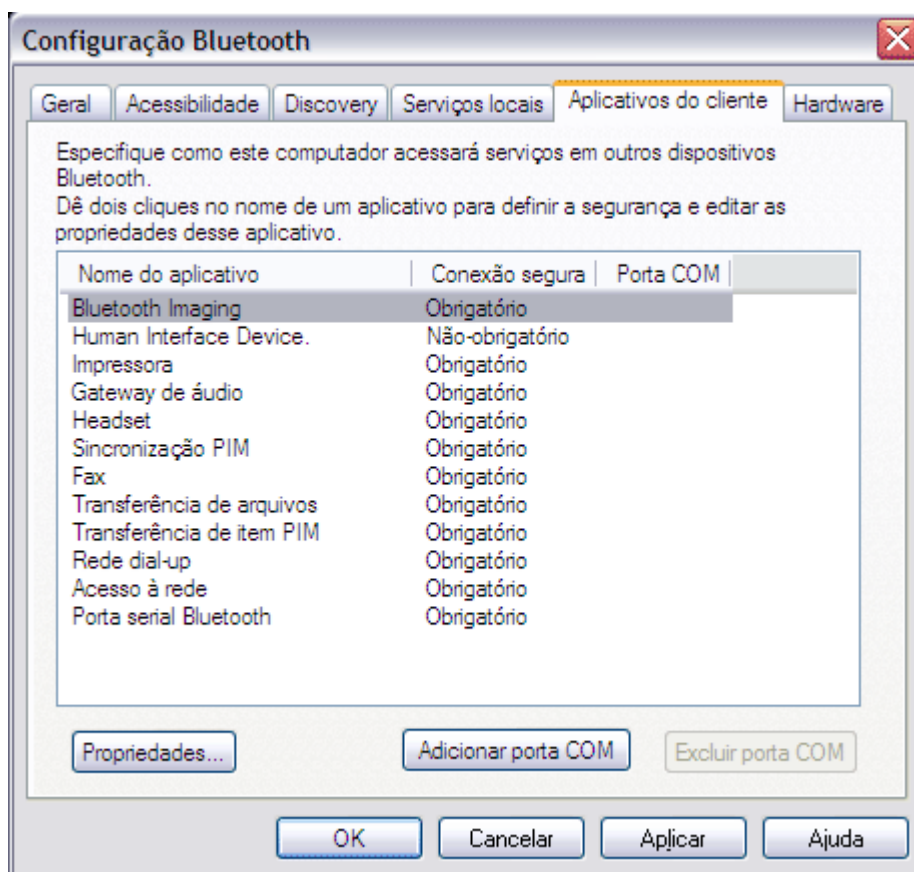 Configuração Bluetooth
Geral Acessibilidade Discovery Serviços locais Aplicativos do cliente Hardware
Especifique como este computador acessará serviços em outros dispositivos
Bluetooth.
Dê dois cliques no nome de um aplicativo para definir a segurança e editar as
propriedades desse aplicativo.
Nome do aplicativo Conexão segura Porta COM
Bluetooth Imaging Obrigatório
Human Interface Device. Não-obrigatório
Impressora Obrigatório
Gateway de áudio Obrigatório
Headset Obrigatório
Sincronização PIM Obrigatório
Fax Obrigatório
Transferência de arquivos Obrigatório
Transferência de item PIM Obrigatório
Rede dial-up Obrigatório
Acesso à rede Obrigatório
Porta serial Bluetooth Obrigatório
Propriedades... Adicionar porta COM Excluir porta COM
OK Cancelar Aplicar Ajuda